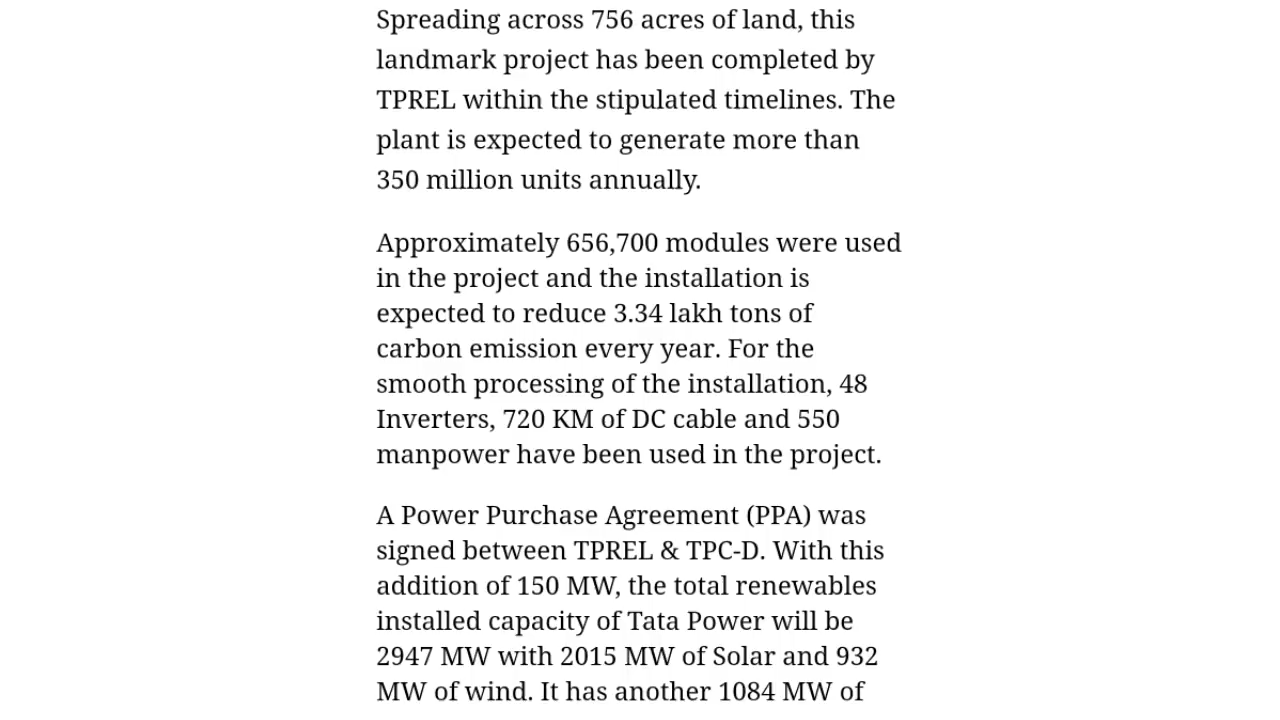 Spreading across 756 acres of land, this
landmark project has been completed by
TPREL within the stipulated timelines. The
plant is expected to generate more than
350 million units annually.
Approximately 656,700 modules were used
in the project and the installation is
expected to reduce 3.34 lakh tons of
carbon emission every year. For the
smooth processing of the installation, 48
Inverters, 720 KM of DC cable and 550
manpower have been used in the project.
A Power Purchase Agreement (PPA) was
signed between TPREL & TPC-D. With this
addition of 150 MW, the total renewables
installed capacity of Tata Power will be
2947 MW with 2015 MW of Solar and 932
MW of wind. It has another 1084 MW of